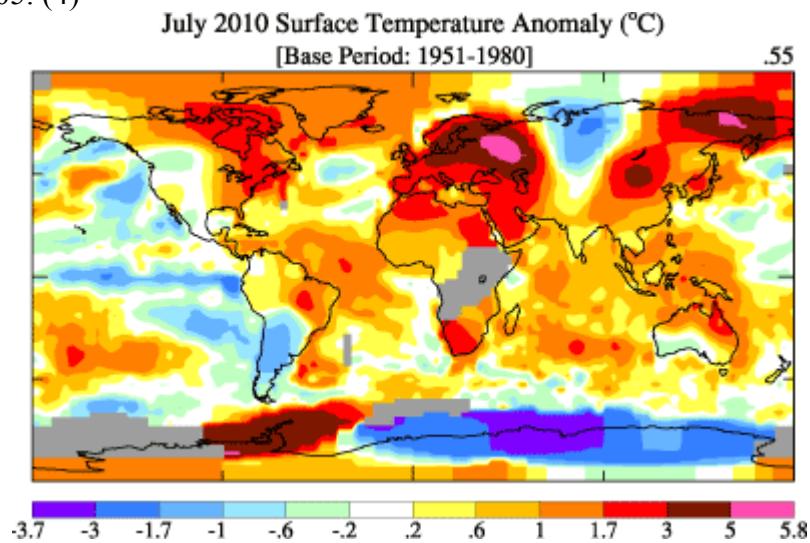 July 2010 Surface Temperature Anomaly (°C)
[Base Period: 1951-1980] .55
-3.7 -3 -1.7 -1 -.6 -.2 .2 .6 1 1.7 3 5 5.8